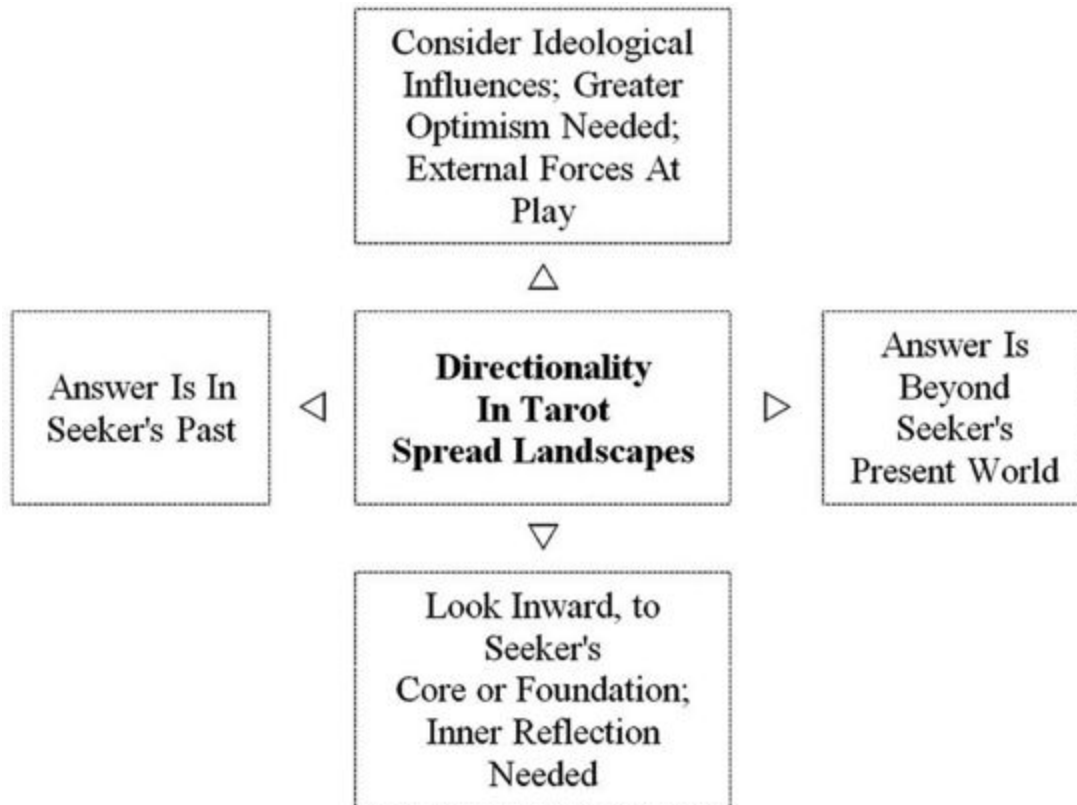 Consider Ideological
Influences; Greater
Optimism Needed;
External Forces At
Play
Answer Is In
Seeker's Past
Directionality
In Tarot
Spread Landscapes
Answer Is
Beyond
Seeker's
Present World
Look Inward, to
Seeker's
Core or Foundation;
Inner Reflection
Needed